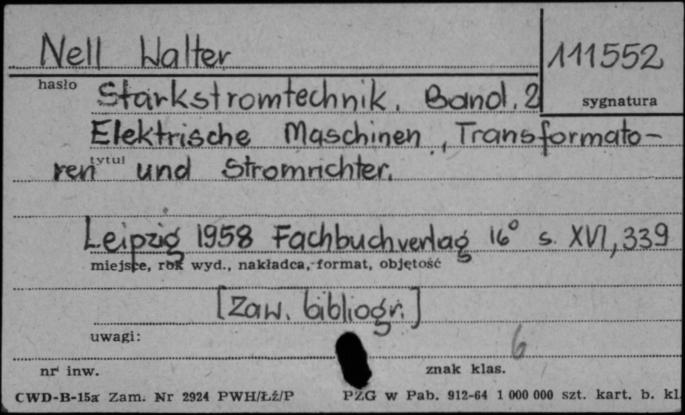 Nell Walter 111552
hasło sygnatura
Starkstromtechnik. Band. 2
Elektrische Maschinen, Transformato-
tytuł
ren und Stromrichter.
Leipzig 1958 Fachbuchverlag 16° s. XVI, 339
miejsce, rok wyd., nakładca, format, objętość
[Zaw. bibliogr.]
uwagi:
6
nr inw. znak klas.
CWD-B-15a Zam. Nr 2924 PWH/Łż/P PZG w Pab. 912-64 1 000 000 szt. kart. b. kl